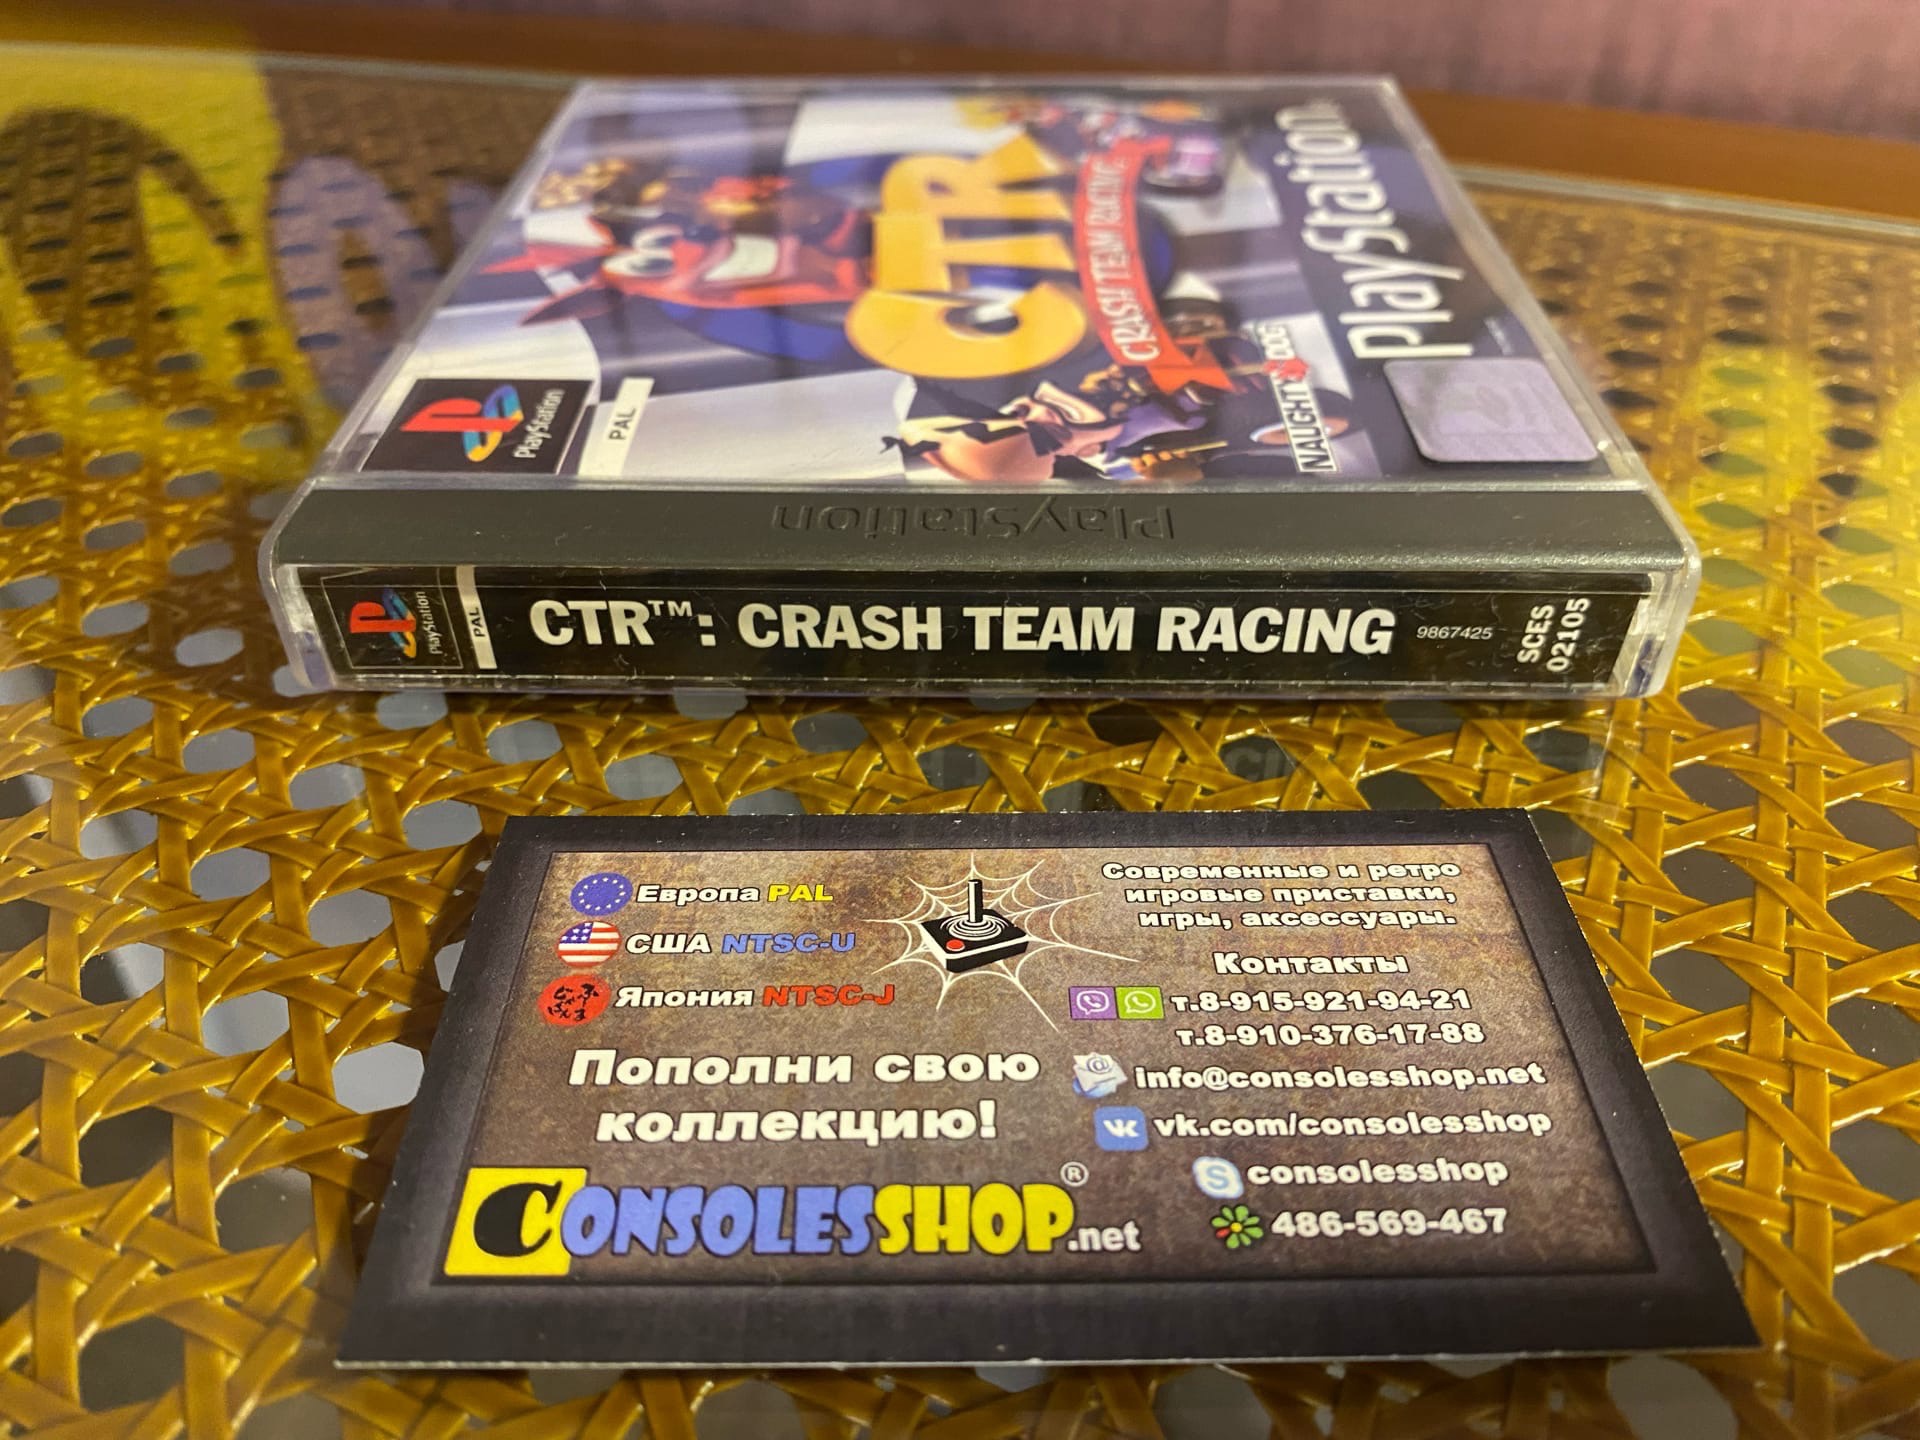 PlayStation
CTR
CRASH TEAM RACING
NAUGHTY DOG
PlayStation
PAL
PlayStation
PlayStation
PAL
CTR™: CRASH TEAM RACING
9867425
SCES
02105
Европа PAL
США NTSC-U
Япония NTSC-J
Пополни свою
коллекцию!
CONSOLESSHOP®.net
Современные и ретро
игровые приставки,
игры, аксессуары.
Контакты
т.8-915-921-94-21
т.8-910-376-17-88
info@consolesshop.net
vk.com/consolesshop
consolesshop
486-569-467